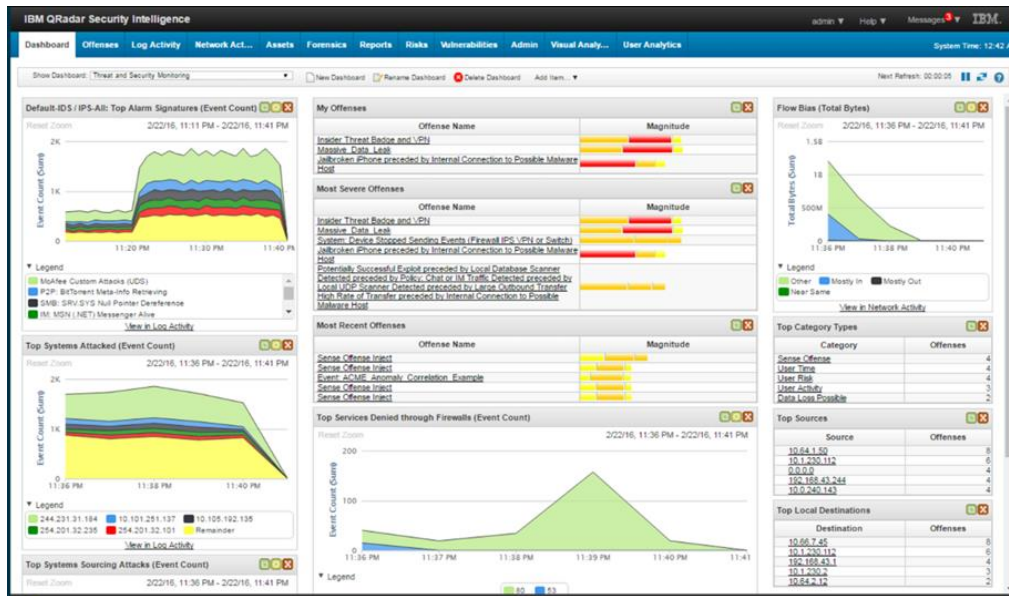 IBM QRadar Security Intelligence
admin ▼ Help ▼ Messages 3 ▼ IBM.
Dashboard Offenses Log Activity Network Act... Assets Forensics Reports Risks Vulnerabilities Admin Visual Analy... User Analytics System Time: 12:42 A
Show Dashboard: Threat and Security Monitoring New Dashboard Rename Dashboard Delete Dashboard Add Item... ▼ Next Refresh: 00:00:05
Default-IDS / IPS-All: Top Alarm Signatures (Event Count)
Reset Zoom 2/22/16, 11:11 PM - 2/22/16, 11:41 PM
Event Count (Sum)
2K
1K
0
11:20 PM 11:30 PM 11:40 PM
▼ Legend
McAfee Custom Attacks (UDS)
P2P: BitTorrent Meta-Info Retrieving
SMB: SRV.SYS Null Pointer Dereference
IM: MSN (.NET) Messenger Alive
View in Log Activity
Top Systems Attacked (Event Count)
Reset Zoom 2/22/16, 11:36 PM - 2/22/16, 11:41 PM
Event Count (Sum)
2K
1K
0
11:36 PM 11:38 PM 11:40 PM
▼ Legend
244.231.31.184 10.101.251.137 10.105.192.135
254.201.32.235 254.201.32.101 Remainder
View in Log Activity
Top Systems Sourcing Attacks (Event Count)
Reset Zoom 2/22/16, 11:36 PM - 2/22/16, 11:41 PM
My Offenses
Offense Name Magnitude
Insider Threat Badge and VPN
Massive Data Leak
Jailbroken iPhone preceded by Internal Connection to Possible Malware
Host
Most Severe Offenses
Offense Name Magnitude
Insider Threat Badge and VPN
Massive Data Leak
System: Device Stopped Sending Events (Firewall IPS VPN or Switch)
Jailbroken iPhone preceded by Internal Connection to Possible Malware
Host
Potentially Successful Exploit preceded by Local Database Scanner
Detected preceded by Policy: Chat or IM Traffic Detected preceded by
Local UDP Scanner Detected preceded by Large Outbound Transfer
High Rate of Transfer preceded by Internal Connection to Possible
Malware Host
Most Recent Offenses
Offense Name Magnitude
Sense Offense Inject
Sense Offense Inject
Event: ACME Anomaly Correlation Example
Sense Offense Inject
Sense Offense Inject
Top Services Denied through Firewalls (Event Count)
Reset Zoom 2/22/16, 11:36 PM - 2/22/16, 11:41 PM
Event Count (Sum)
200
100
0
11:36 PM 11:37 PM 11:38 PM 11:39 PM 11:40 PM 11:41
▼ Legend
80 53
Flow Bias (Total Bytes)
Reset Zoom 2/22/16, 11:36 PM - 2/22/16, 11:41 PM
Total Bytes (Sum)
500M
0
11:36 PM 11:38 PM 11:40 PM
▼ Legend
Other Mostly In Mostly Out
Near Same
View in Network Activity
Top Category Types
Category Offenses
Sense Offense 4
User Time 4
User Risk 4
User Activity 3
Data Loss Possible 2
Top Sources
Source Offenses
10.64.1.50 8
10.1.230.112 6
0.0.0.0 4
192.168.43.244 4
10.0.240.143 4
Top Local Destinations
Destination Offenses
10.66.7.45 8
10.1.230.112 6
192.168.43.1 4
10.1.230.2 3
10.64.2.12 2